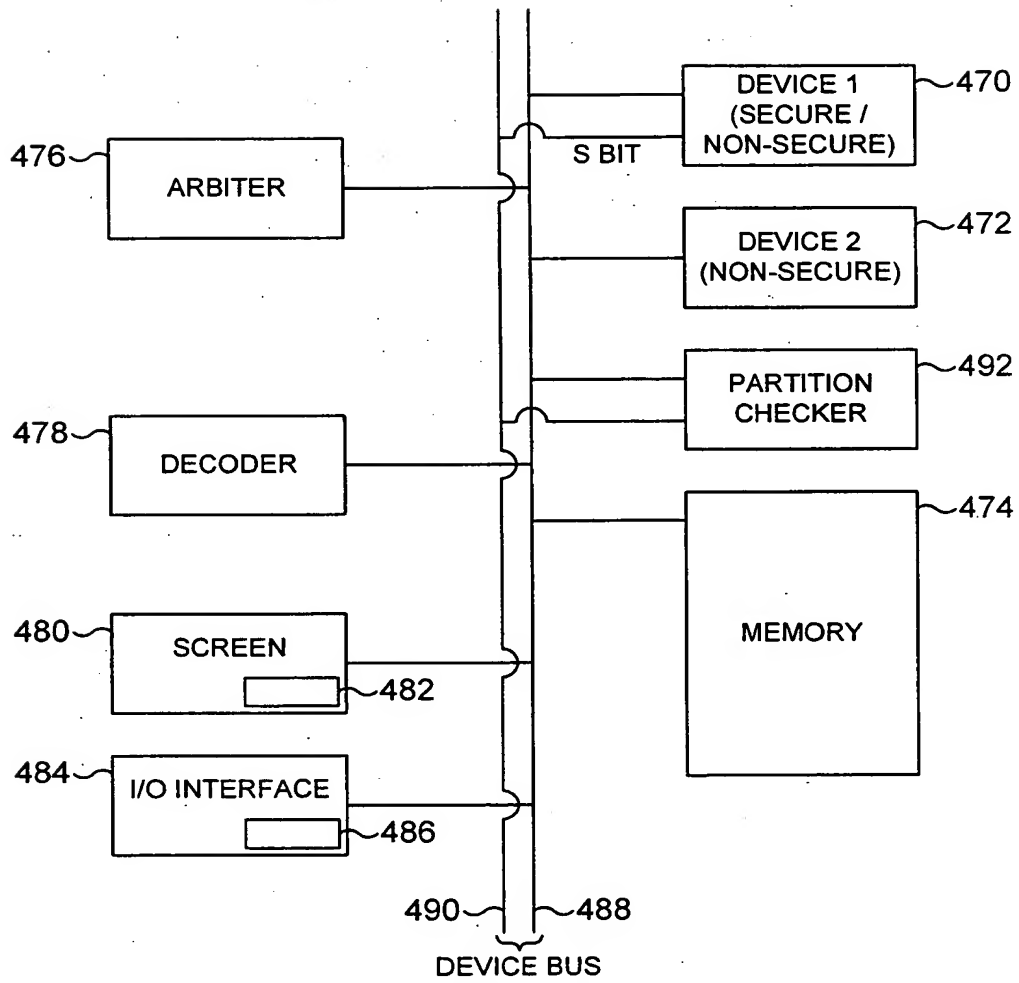 DEVICE 1
(SECURE /
NON-SECURE)
470
S BIT
476
ARBITER
DEVICE 2
(NON-SECURE)
472
PARTITION
CHECKER
492
478
DECODER
474
MEMORY
480
SCREEN
482
484
I/O INTERFACE
486
490
488
DEVICE BUS